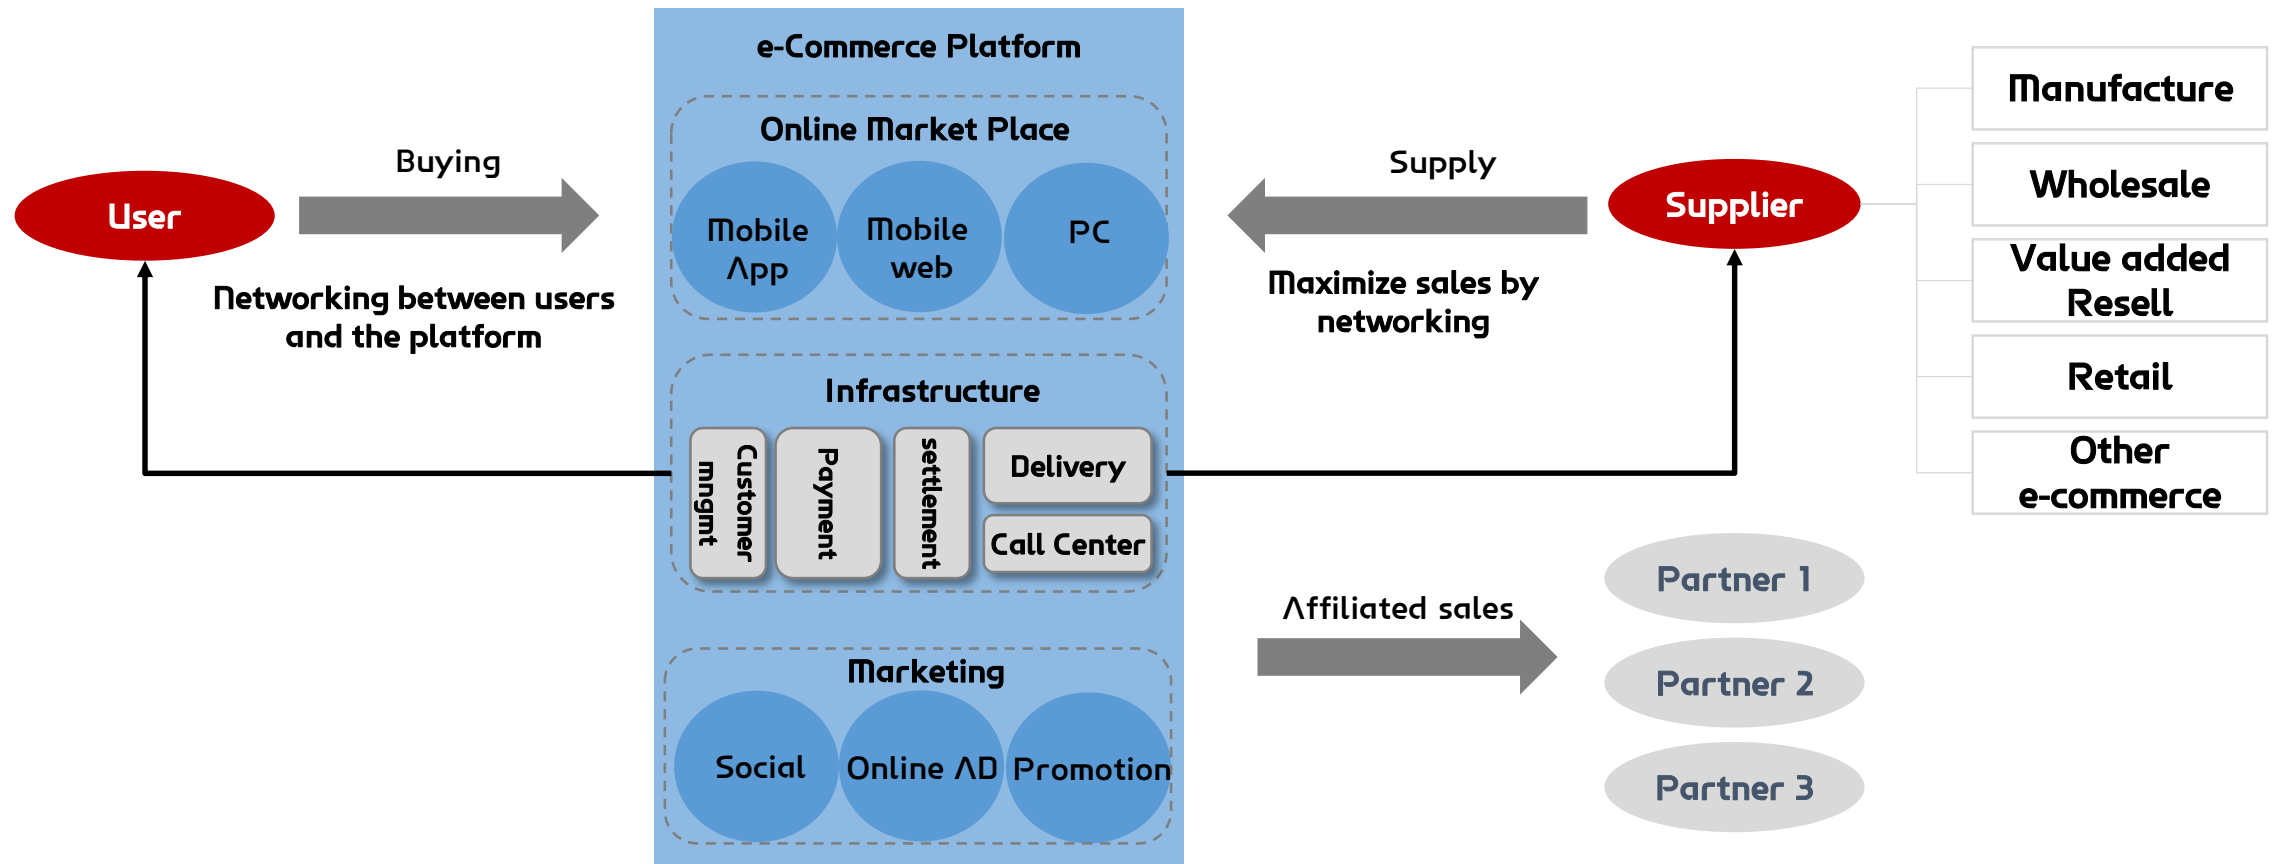 e-Commerce Platform
Online Market Place
Mobile
App
Mobile
web
PC
Buying
User
Networking between users
and the platform
Supply
Supplier
Maximize sales by
networking
Manufacture
Wholesale
Value added
Resell
Retail
Other
e-commerce
Infrastructure
Customer
mngmt
Payment
settlement
Delivery
Call Center
Affiliated sales
Partner 1
Partner 2
Partner 3
Marketing
Social
Online AD
Promotion